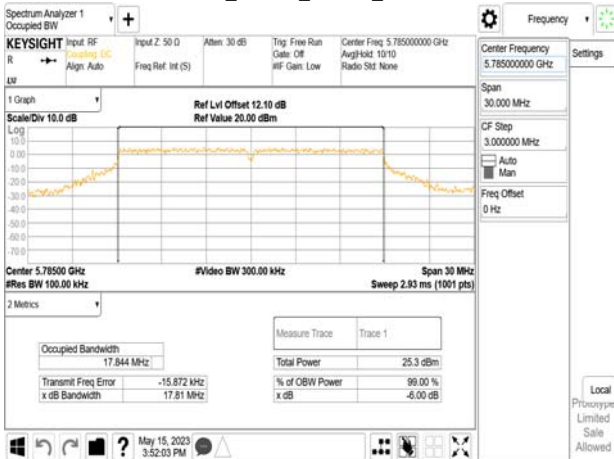 Spectrum Analyzer 1
Occupied BW
+
Frequency
KEYSIGHT
R
LXI
Input: RF
Coupling: DC
Align: Auto
Input Z: 50 Ω
Freq Ref: Int (S)
Atten: 30 dB
Trig: Free Run
Gate: Off
#IF Gain: Low
Center Freq: 5.785000000 GHz
Avg|Hold: 10/10
Radio Std: None
Center Frequency
5.785000000 GHz
Settings
Span
30.000 MHz
CF Step
3.000000 MHz
Auto
Man
Freq Offset
0 Hz
1 Graph
Scale/Div 10.0 dB
Ref Lvl Offset 12.10 dB
Ref Value 20.00 dBm
Log
10.0
0.00
-10.0
-20.0
-30.0
-40.0
-50.0
-60.0
-70.0
Center 5.78500 GHz
#Res BW 100.00 kHz
#Video BW 300.00 kHz
Span 30 MHz
Sweep 2.93 ms (1001 pts)
2 Metrics
Measure Trace
Trace 1
Occupied Bandwidth
17.844 MHz
Total Power
25.3 dBm
Transmit Freq Error
-15.872 kHz
% of OBW Power
99.00 %
x dB Bandwidth
17.81 MHz
x dB
-6.00 dB
Local
Prototype
Limited
Sale
Allowed
?
May 15, 2023
3:52:03 PM